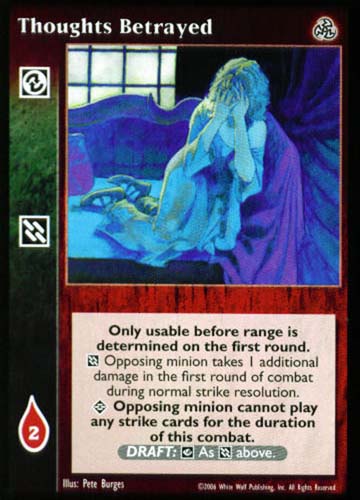 Thoughts Betrayed
Only usable before range is
determined on the first round.
Opposing minion takes 1 additional
damage in the first round of combat
during normal strike resolution.
Opposing minion cannot play
any strike cards for the duration
of this combat.
DRAFT: As above.
2
Illus: Pete Burges
©2006 White Wolf Publishing, Inc. All Rights Reserved.